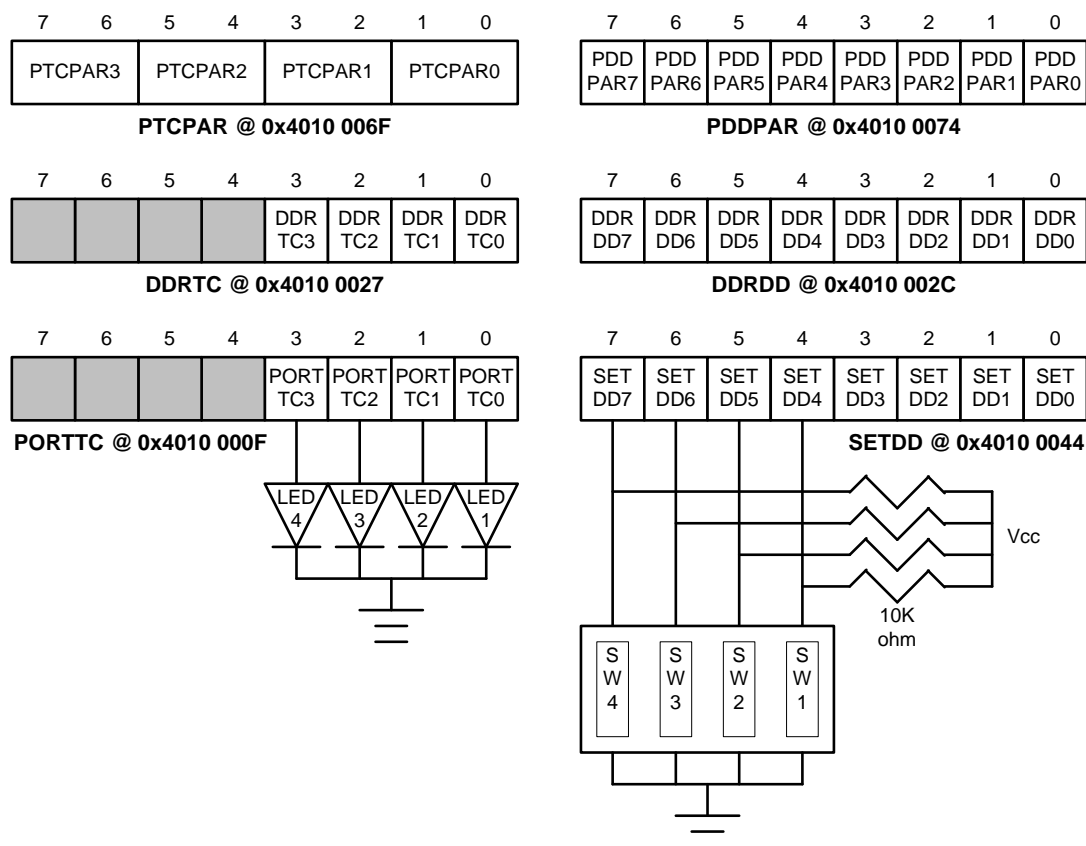 7 6 5 4 3 2 1 0
PTCPAR3 PTCPAR2 PTCPAR1 PTCPAR0
PTCPAR @ 0x4010 006F
7 6 5 4 3 2 1 0
PDD PDD PDD PDD PDD PDD PDD PDD
PAR7 PAR6 PAR5 PAR4 PAR3 PAR2 PAR1 PAR0
PDDPAR @ 0x4010 0074
7 6 5 4 3 2 1 0
DDR DDR DDR DDR
TC3 TC2 TC1 TC0
DDRTC @ 0x4010 0027
7 6 5 4 3 2 1 0
DDR DDR DDR DDR DDR DDR DDR DDR
DD7 DD6 DD5 DD4 DD3 DD2 DD1 DD0
DDRDD @ 0x4010 002C
7 6 5 4 3 2 1 0
PORT PORT PORT PORT
TC3 TC2 TC1 TC0
PORTTC @ 0x4010 000F
LED LED LED LED
4 3 2 1
7 6 5 4 3 2 1 0
SET SET SET SET SET SET SET SET
DD7 DD6 DD5 DD4 DD3 DD2 DD1 DD0
SETDD @ 0x4010 0044
Vcc
10K
ohm
S S S S
W W W W
4 3 2 1